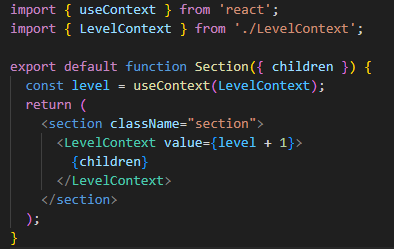 import { useContext } from 'react';
import { LevelContext } from './LevelContext';

export default function Section({ children }) {
  const level = useContext(LevelContext);
  return (
    <section className="section">
      <LevelContext value={level + 1}>
        {children}
      </LevelContext>
    </section>
  );
}